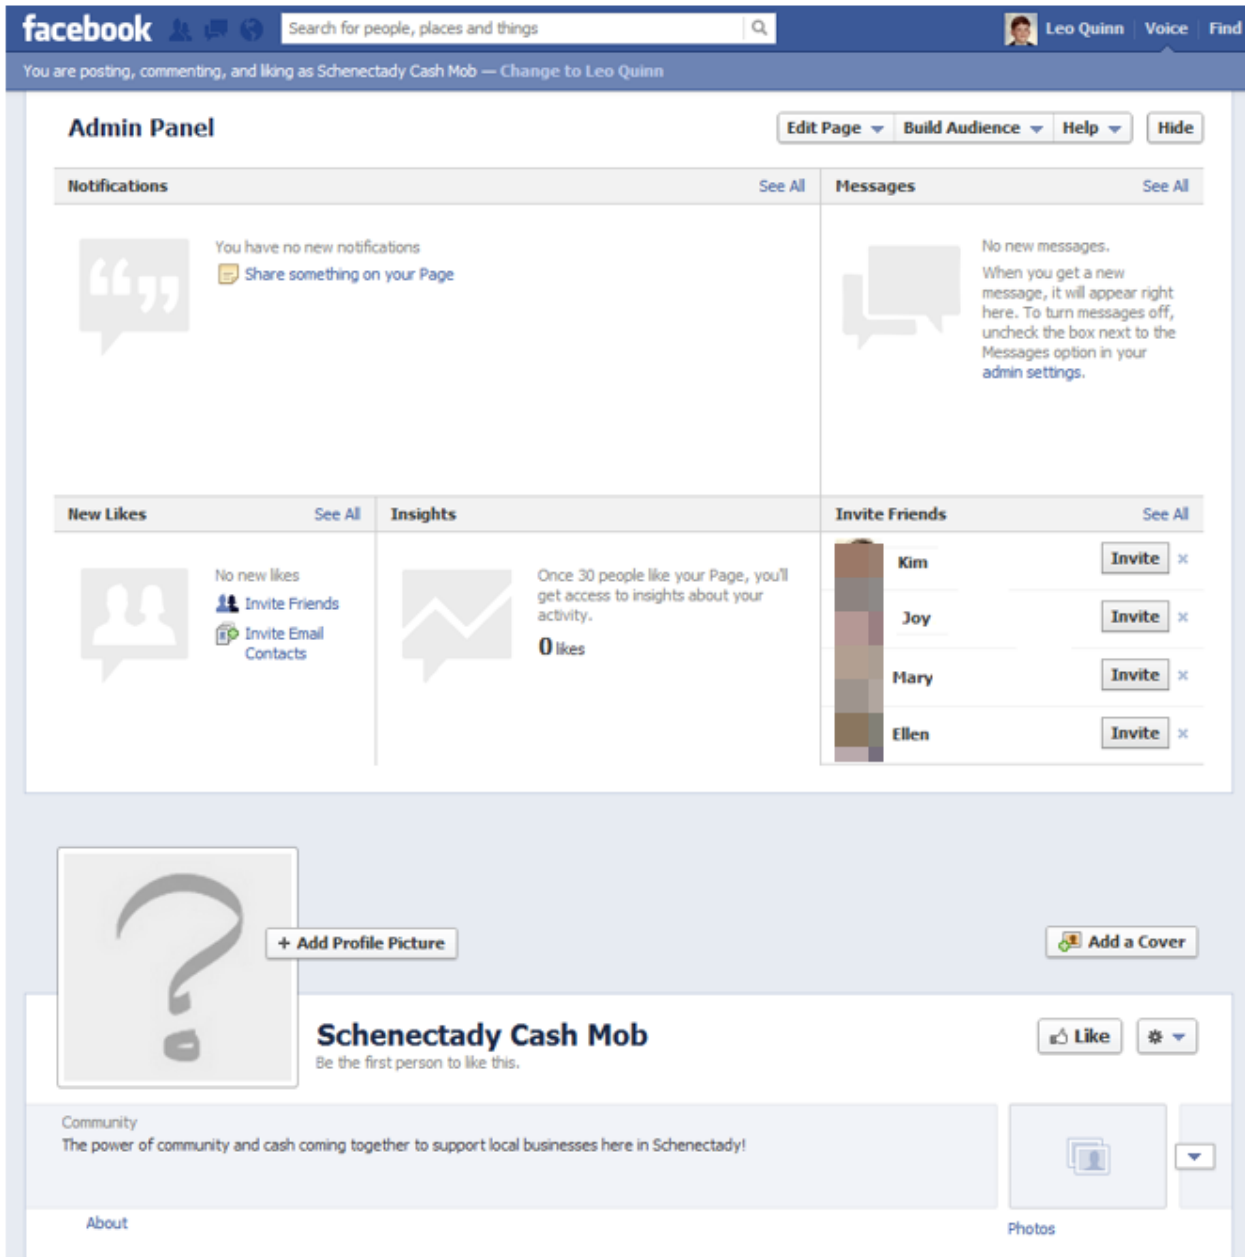 facebook
Search for people, places and things
Leo Quinn
Voice
Find
You are posting, commenting, and liking as Schenectady Cash Mob — Change to Leo Quinn
Admin Panel
Edit Page
Build Audience
Help
Hide
Notifications
See All
You have no new notifications
Share something on your Page
Messages
See All
No new messages.
When you get a new
message, it will appear right
here. To turn messages off,
uncheck the box next to the
Messages option in your
admin settings.
New Likes
See All
No new likes
Invite Friends
Invite Email
Contacts
Insights
Once 30 people like your Page, you'll
get access to insights about your
activity.
0 likes
Invite Friends
See All
Kim
Invite
Joy
Invite
Mary
Invite
Ellen
Invite
+ Add Profile Picture
Add a Cover
Schenectady Cash Mob
Be the first person to like this.
Like
Community
The power of community and cash coming together to support local businesses here in Schenectady!
About
Photos